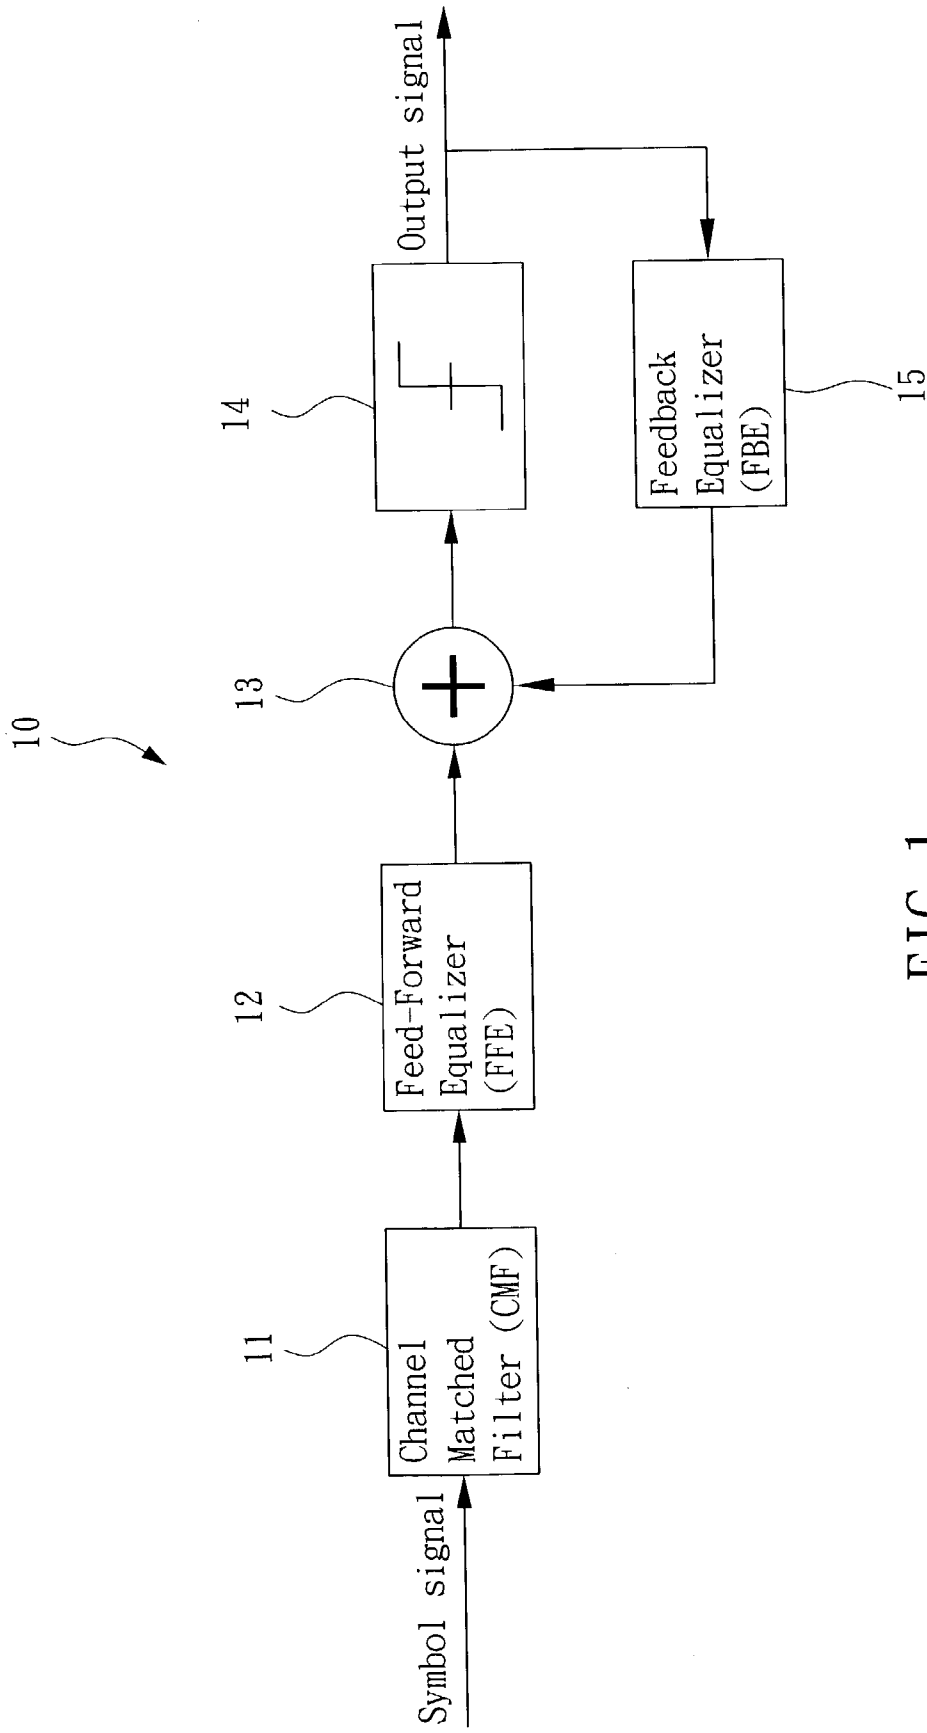 10
Symbol signal
11
Channel
Matched
Filter (CMF)
12
Feed-Forward
Equalizer
(FFE)
13
14
Output signal
Feedback
Equalizer
(FBE)
15
FIG. 1